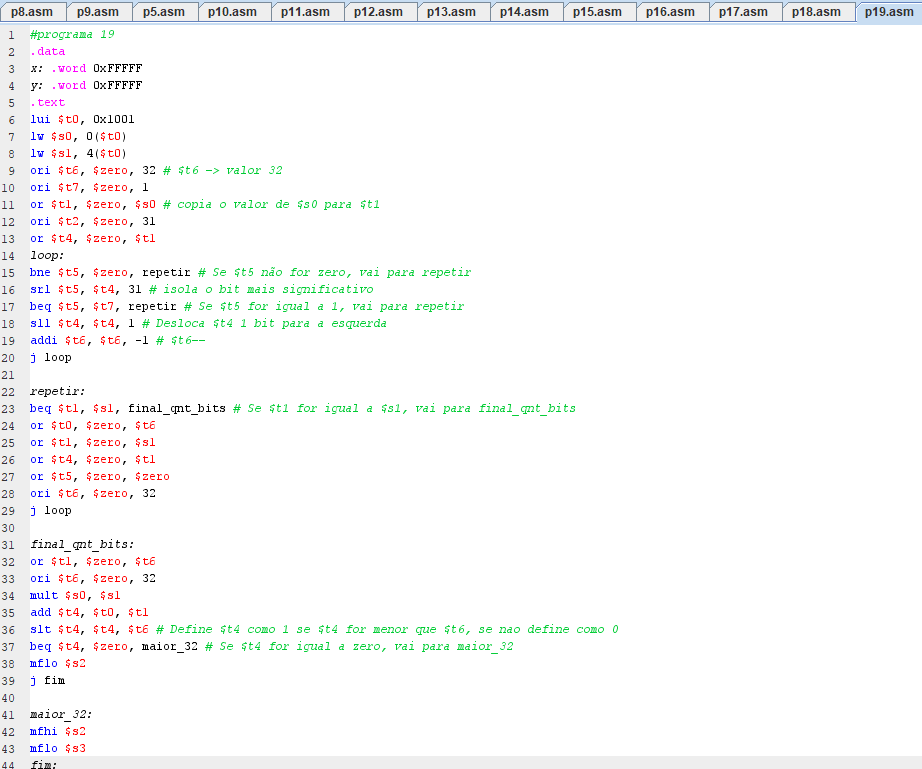 p8.asm p9.asm p5.asm p10.asm p11.asm p12.asm p13.asm p14.asm p15.asm p16.asm p17.asm p18.asm p19.asm
1 #programa 19
2 .data
3 x: .word 0xFFFFF
4 y: .word 0xFFFFF
5 .text
6 lui $t0, 0x1001
7 lw $s0, 0($t0)
8 lw $s1, 4($t0)
9 ori $t6, $zero, 32 # $t6 -> valor 32
10 ori $t7, $zero, 1
11 or $t1, $zero, $s0 # copia o valor de $s0 para $t1
12 ori $t2, $zero, 31
13 or $t4, $zero, $t1
14 loop:
15 bne $t5, $zero, repetir # Se $t5 não for zero, vai para repetir
16 srl $t5, $t4, 31 # isola o bit mais significativo
17 beq $t5, $t7, repetir # Se $t5 for igual a 1, vai para repetir
18 sll $t4, $t4, 1 # Desloca $t4 1 bit para a esquerda
19 addi $t6, $t6, -1 # $t6--
20 j loop
21
22 repetir:
23 beq $t1, $s1, final_qnt_bits # Se $t1 for igual a $s1, vai para final_qnt_bits
24 or $t0, $zero, $t6
25 or $t1, $zero, $s1
26 or $t4, $zero, $t1
27 or $t5, $zero, $zero
28 ori $t6, $zero, 32
29 j loop
30
31 final_qnt_bits:
32 or $t1, $zero, $t6
33 ori $t6, $zero, 32
34 mult $s0, $s1
35 add $t4, $t0, $t1
36 slt $t4, $t4, $t6 # Define $t4 como 1 se $t4 for menor que $t6, se nao define como 0
37 beq $t4, $zero, maior_32 # Se $t4 for igual a zero, vai para maior_32
38 mflo $s2
39 j fim
40
41 maior_32:
42 mfhi $s2
43 mflo $s3
44 fim: